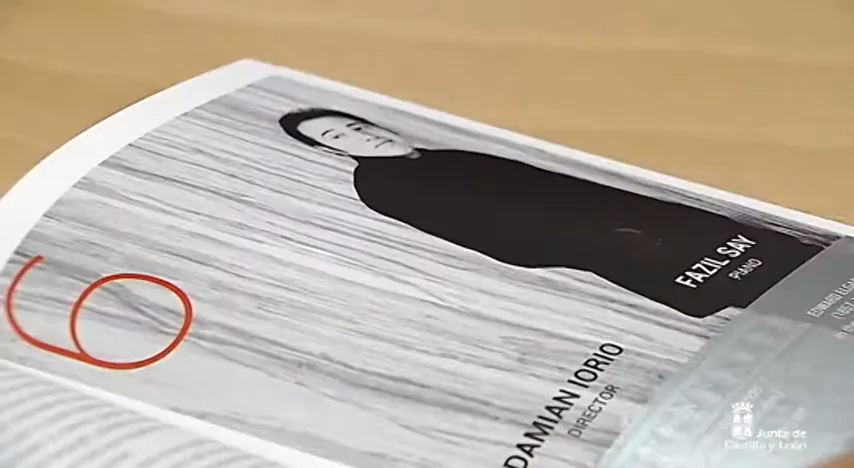 6
FAZIL SAY
PIANO
DAMIAN IORIO
DIRECTOR
Junta de
Castilla y León